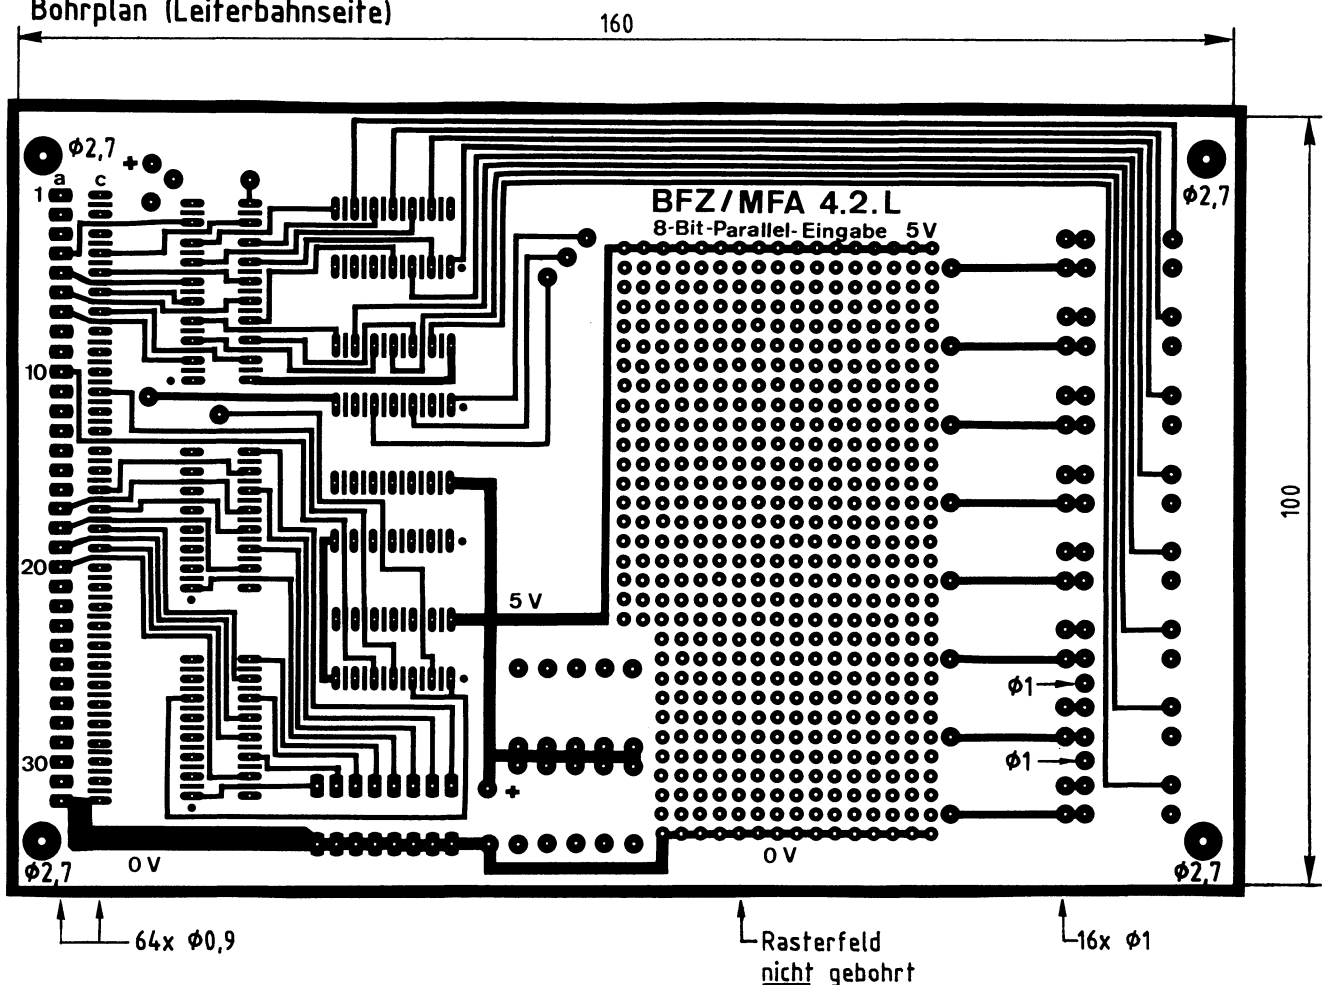 Bohrplan (Leiterbahnseite)
160
φ2,7
+
a c
1
φ2,7
BFZ/MFA 4.2.L
8-Bit-Parallel-Eingabe 5V
10
100
20
5V
φ1
30
φ1
+
0V
0V
φ2,7
φ2,7
64x φ0,9
Rasterfeld
nicht gebohrt
16x φ1